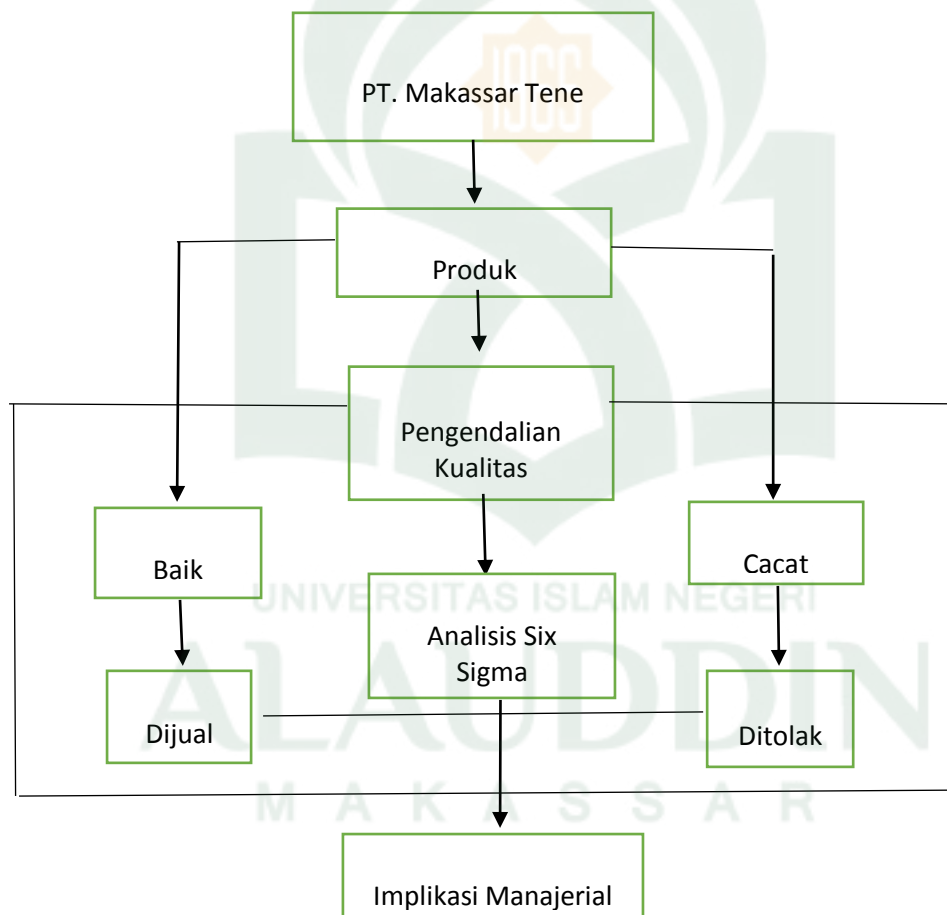 PT. Makassar Tene
Produk
Pengendalian
Kualitas
Baik
Cacat
UNIVERSITAS ISLAM NEGERI
Analisis Six
Sigma
ALAUDDIN
Dijual
Ditolak
MAKASSAR
Implikasi Manajerial